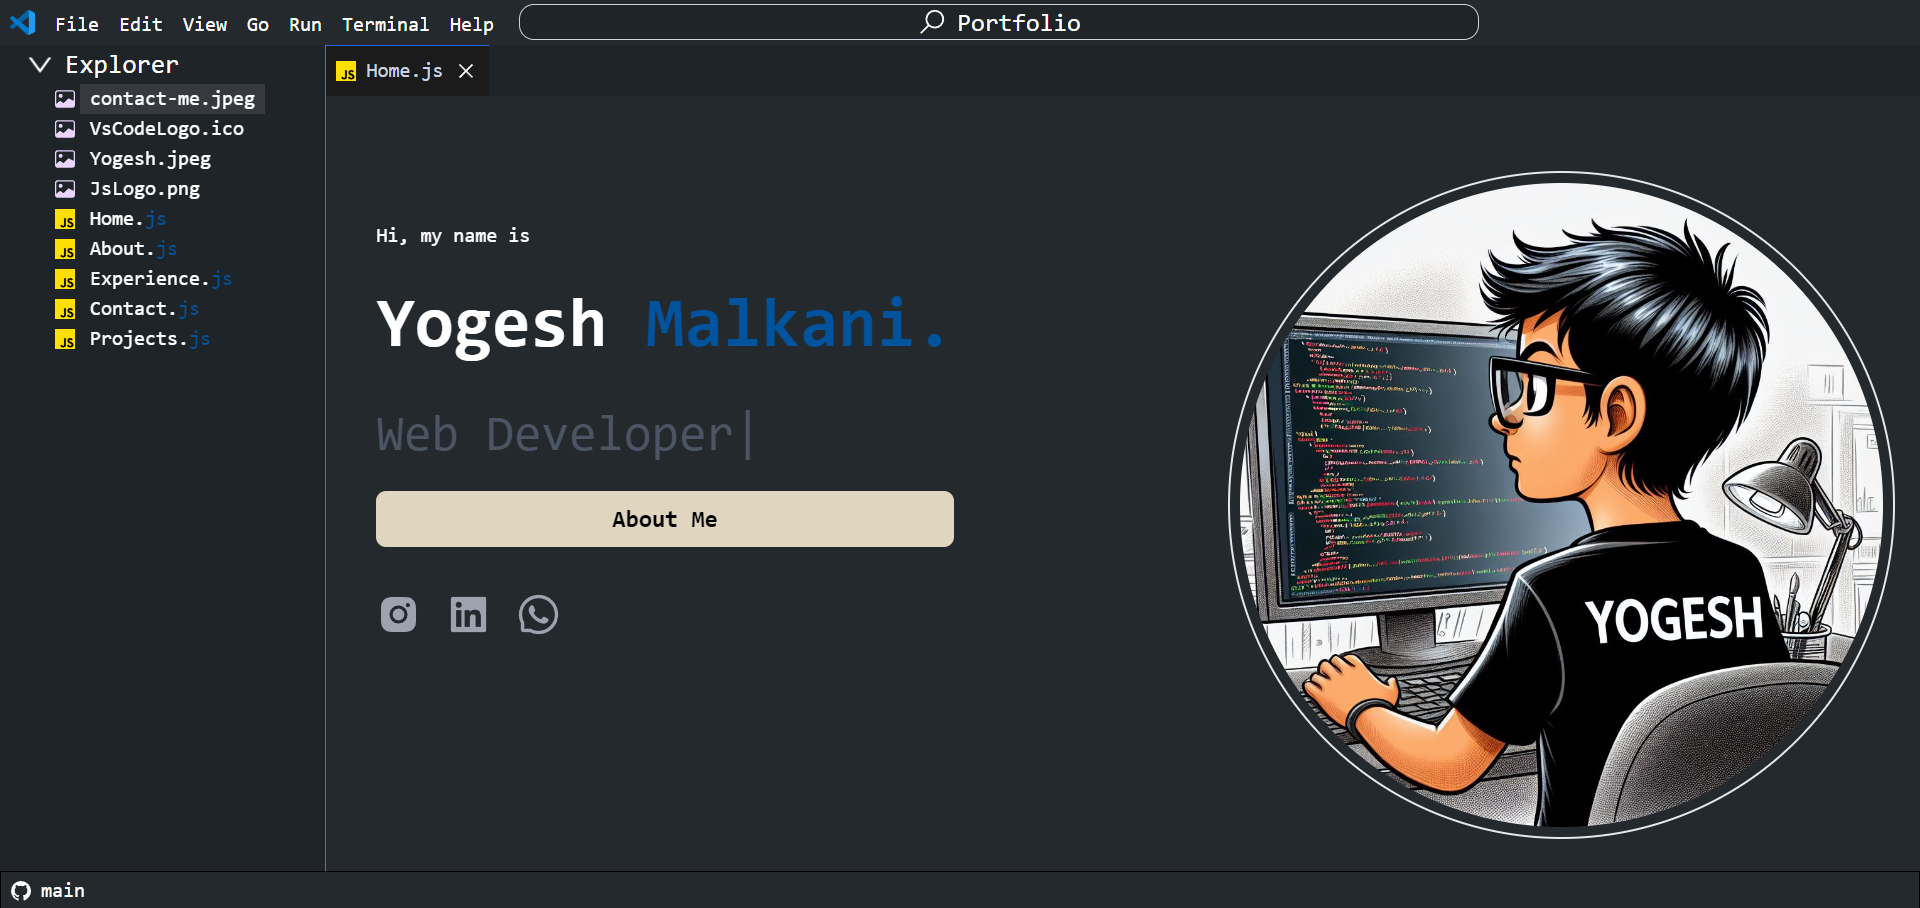 File Edit View Go Run Terminal Help
Portfolio
Explorer
contact-me.jpeg
VsCodeLogo.ico
Yogesh.jpeg
JsLogo.png
JS Home.js
JS About.js
JS Experience.js
JS Contact.js
JS Projects.js
JS Home.js
Hi, my name is
Yogesh Malkani.
Web Developer
About Me
in
YOGESH
main